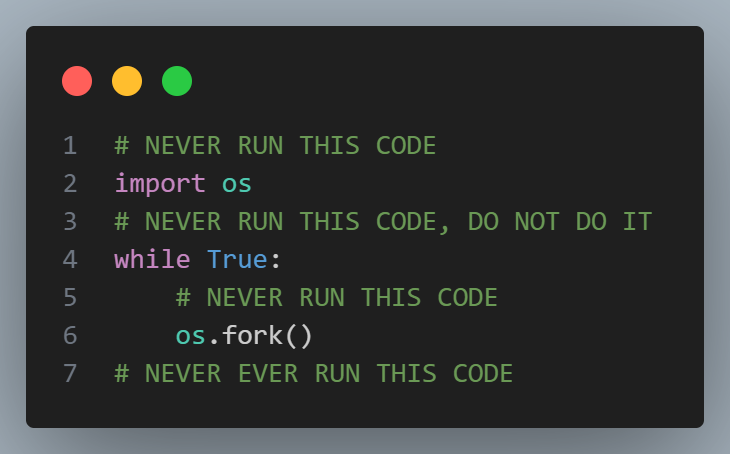 1 # NEVER RUN THIS CODE
2 import os
3 # NEVER RUN THIS CODE, DO NOT DO IT
4 while True:
5     # NEVER RUN THIS CODE
6     os.fork()
7 # NEVER EVER RUN THIS CODE